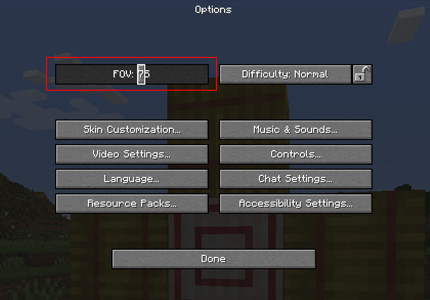 Options
FOV: 75
Difficulty: Normal
Skin Customization...
Music & Sounds...
Video Settings...
Controls...
Language...
Chat Settings...
Resource Packs...
Accessibility Settings...
Done